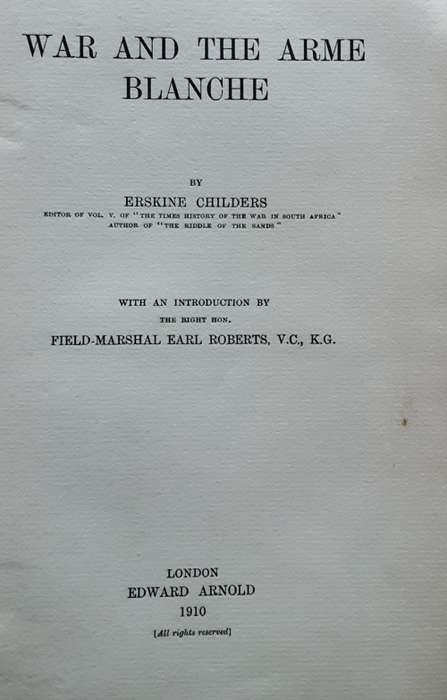 WAR AND THE ARME
BLANCHE
BY
ERSKINE CHILDERS
EDITOR OF VOL. V. OF "THE TIMES HISTORY OF THE WAR IN SOUTH AFRICA"
AUTHOR OF "THE RIDDLE OF THE SANDS"
WITH AN INTRODUCTION BY
THE RIGHT HON.
FIELD-MARSHAL EARL ROBERTS, V.C., K.G.
LONDON
EDWARD ARNOLD
1910
[All rights reserved]